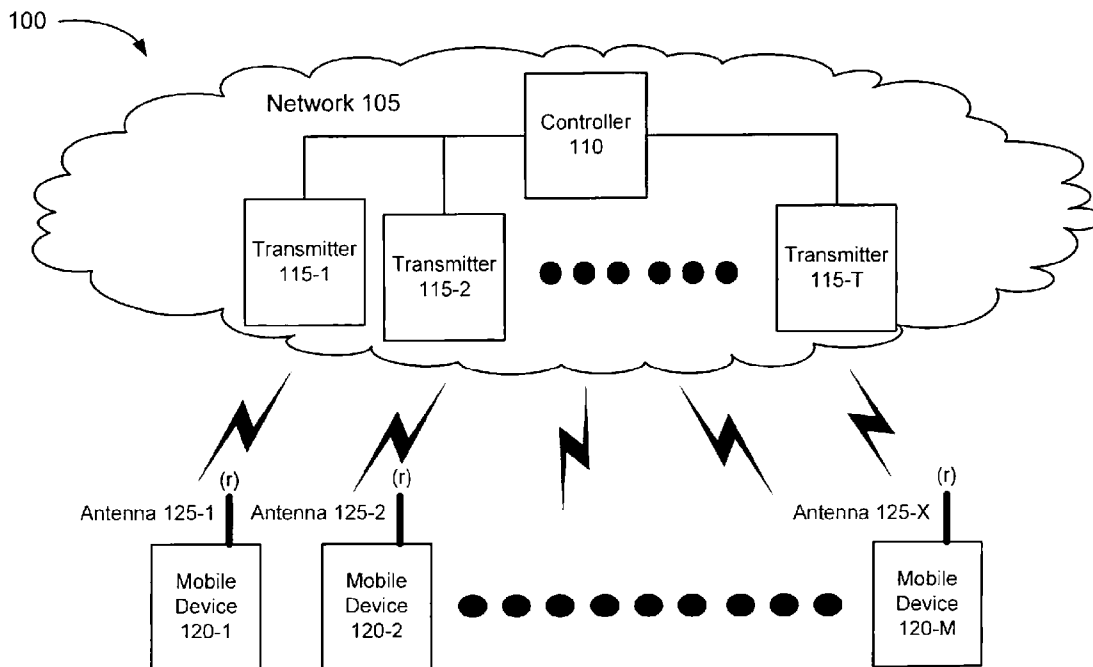 100
Network 105
Controller
110
Transmitter
115-1
Transmitter
115-2
Transmitter
115-T
(r)
(r)
(r)
Antenna 125-1
Antenna 125-2
Antenna 125-X
Mobile
Device
120-1
Mobile
Device
120-2
Mobile
Device
120-M